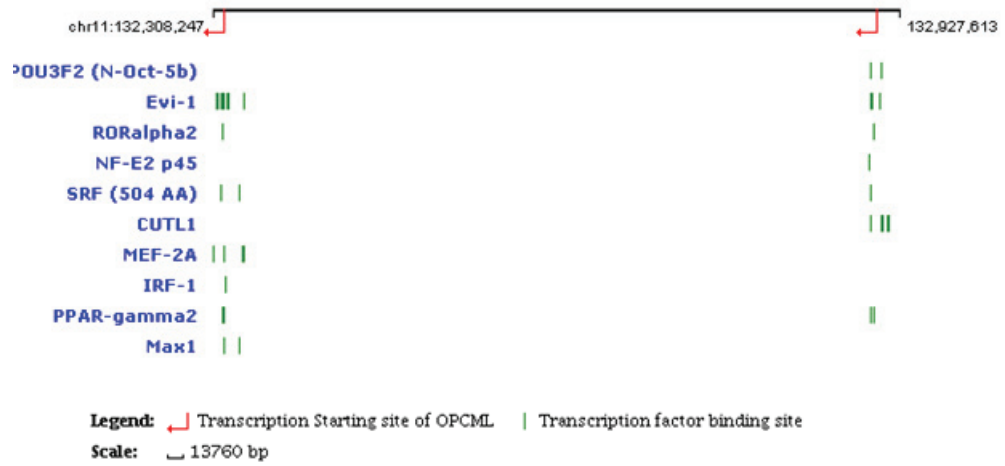 chr11:132,308,247
132,927,613
POU3F2 (N-Oct-5b)
Evi-1
RORalpha2
NF-E2 p45
SRF (504 AA)
CUTL1
MEF-2A
IRF-1
PPAR-gamma2
Max1
Legend: Transcription Starting site of OPCML | Transcription factor binding site
Scale: 13760 bp